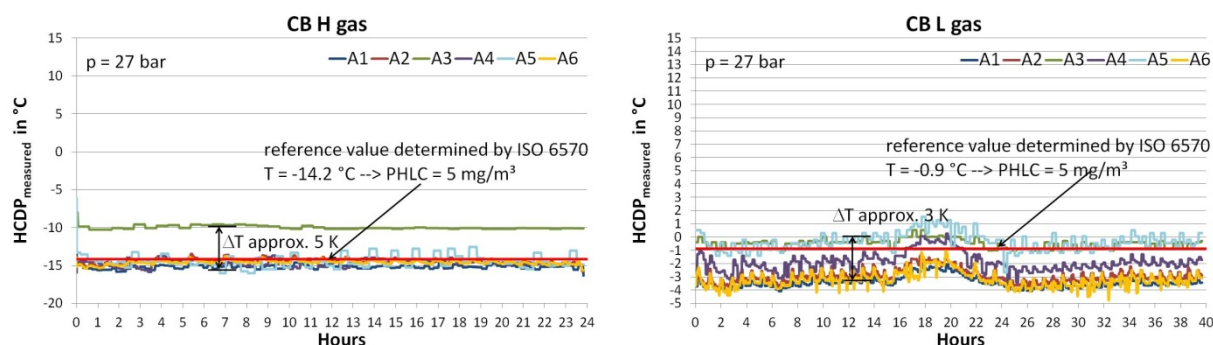 CB H gas
15
10
5
0
-5
-10
-15
-20
HCDPmeasured in °C
p = 27 bar
A1 A2 A3 A4 A5 A6
reference value determined by ISO 6570
T = -14.2 °C --> PHLC = 5 mg/m³
ΔT approx. 5 K
0 1 2 3 4 5 6 7 8 9 10 11 12 13 14 15 16 17 18 19 20 21 22 23 24
Hours
CB L gas
15
14
13
12
11
10
9
8
7
6
5
4
3
2
1
0
-1
-2
-3
-4
-5
HCDPmeasured in °C
p = 27 bar
A1 A2 A3 A4 A5 A6
reference value determined by ISO 6570
T = -0.9 °C --> PHLC = 5 mg/m³
ΔT approx. 3 K
0 2 4 6 8 10 12 14 16 18 20 22 24 26 28 30 32 34 36 38 40
Hours